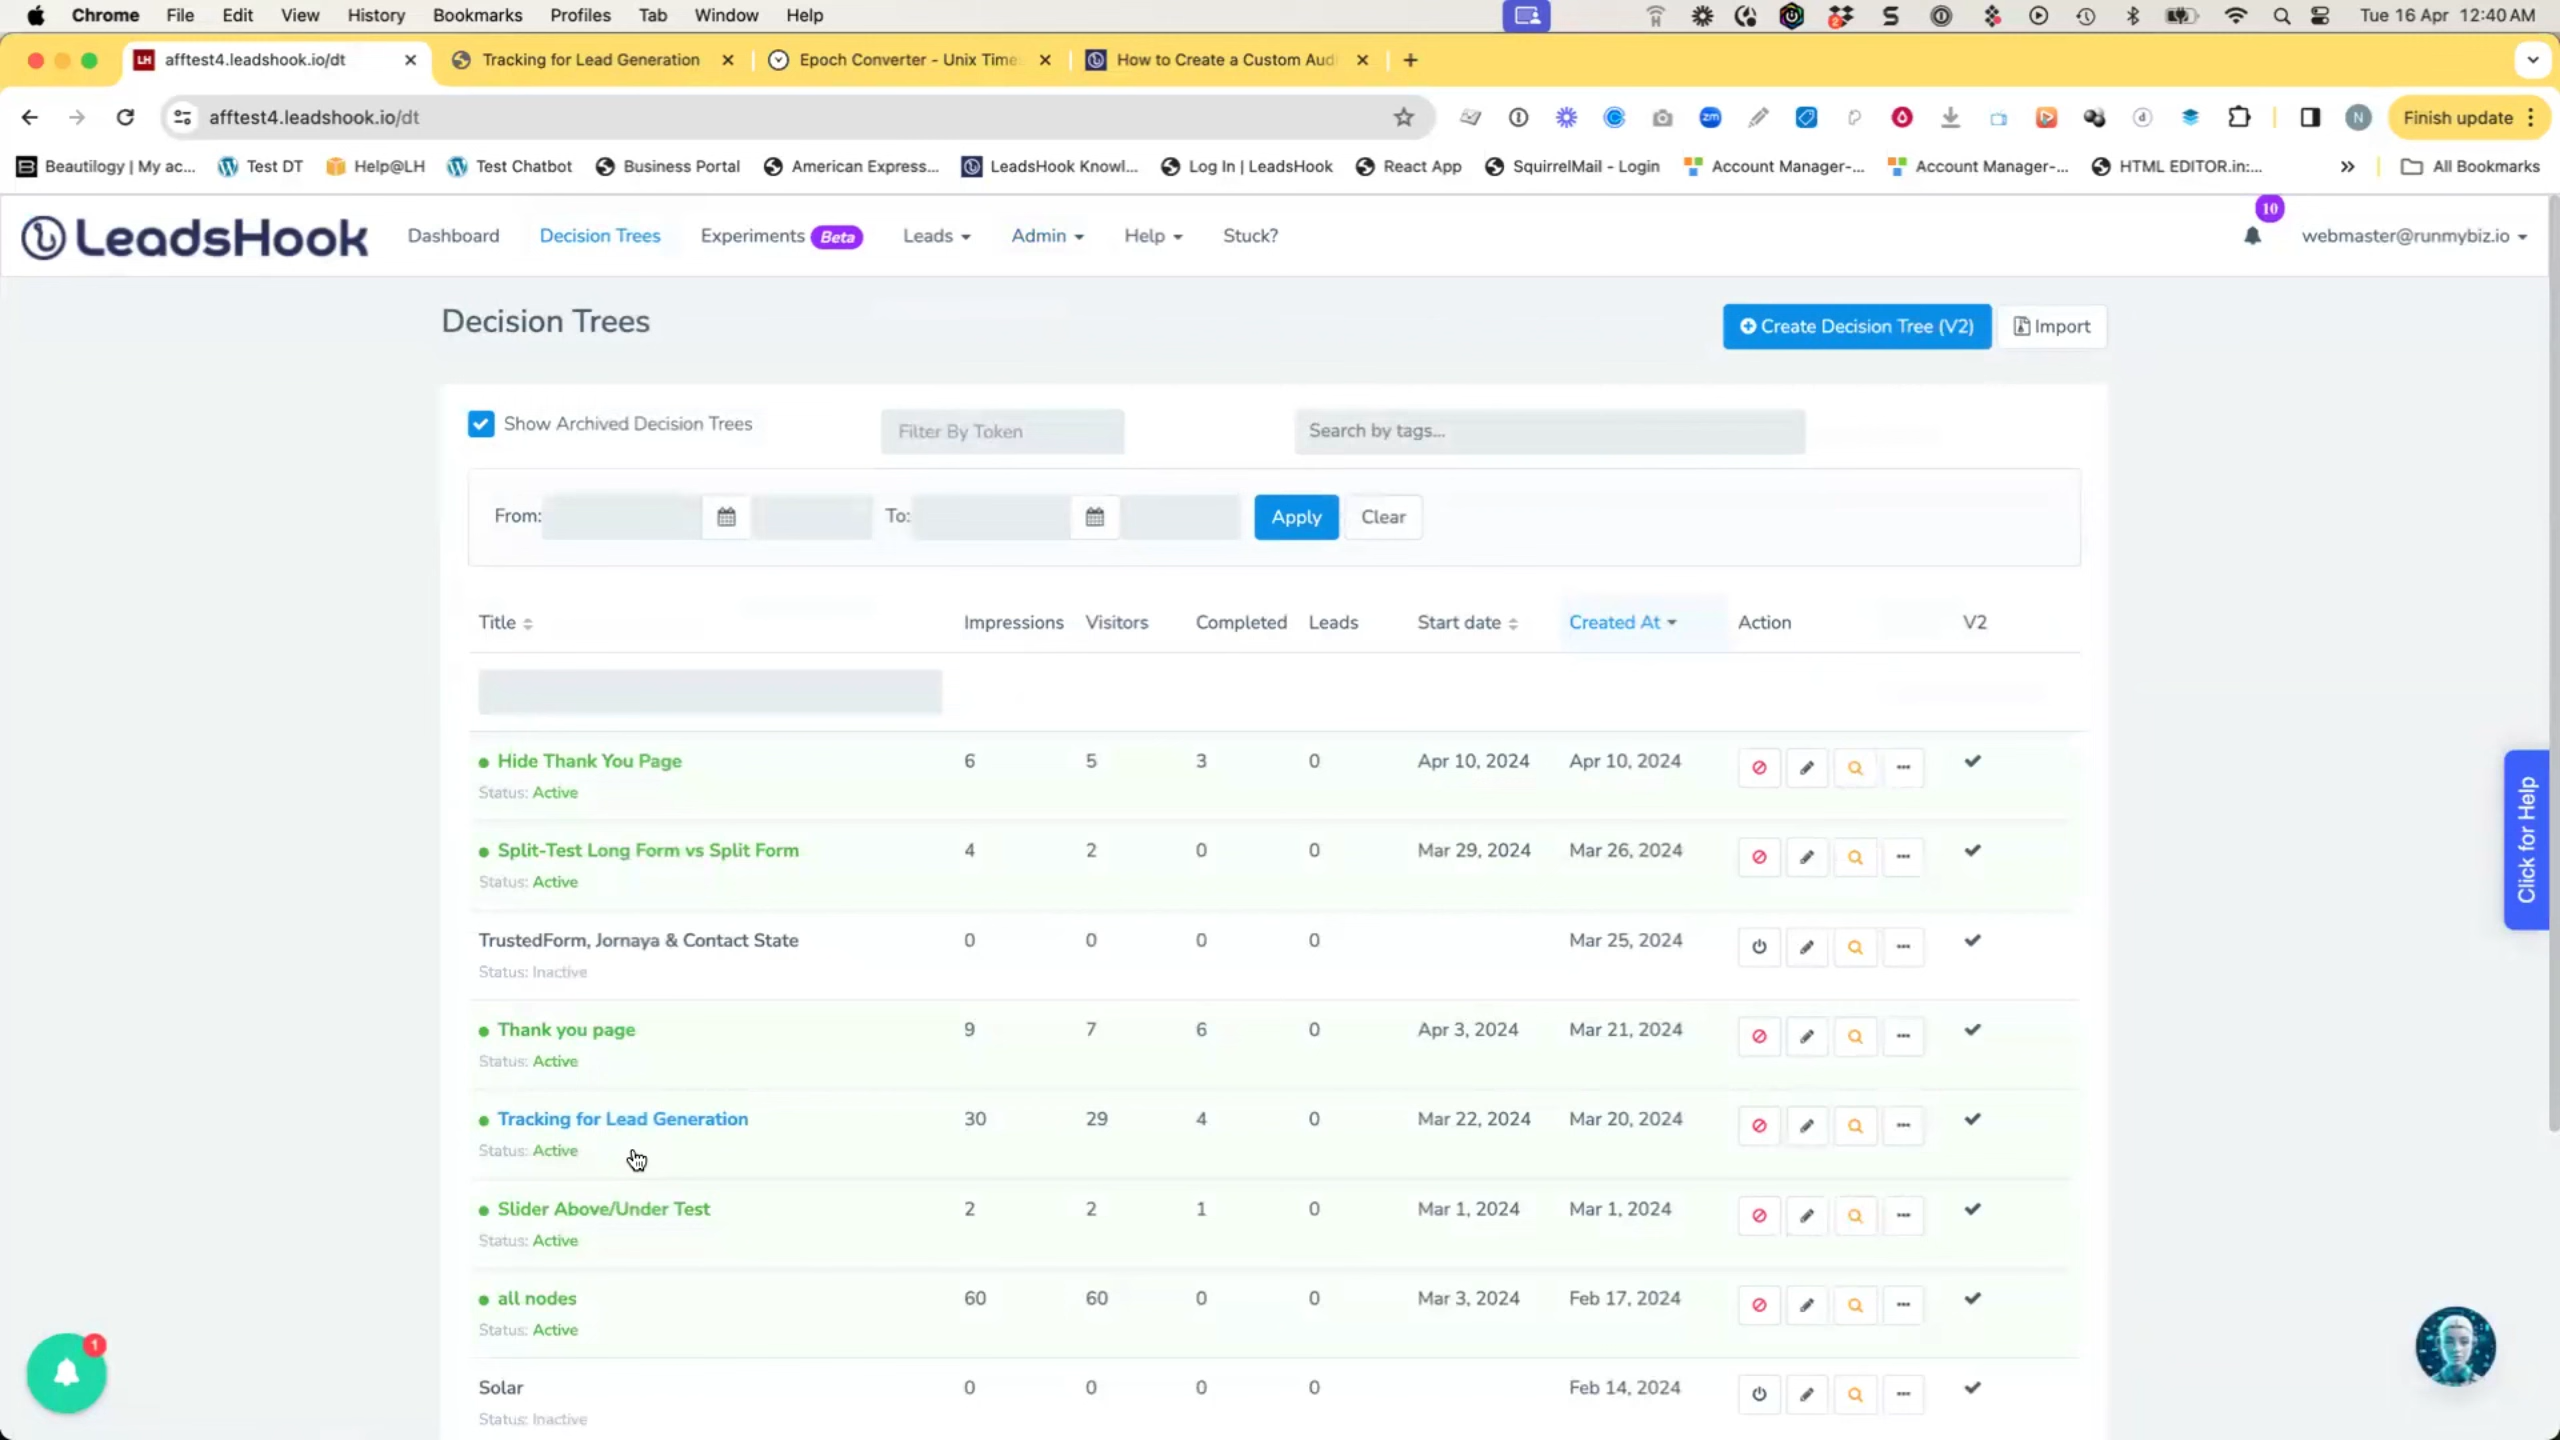 Chrome File Edit View History Bookmarks Profiles Tab Window Help Tue 16 Apr 12:40 AM
afftest4.leadshook.io/dt Tracking for Lead Generation Epoch Converter - Unix Time How to Create a Custom Aud
afftest4.leadshook.io/dt Finish update
Beautilogy | My ac... Test DT Help@LH Test Chatbot Business Portal American Express... LeadsHook Knowl... Log In | LeadsHook React App SquirrelMail - Login Account Manager-... Account Manager-... HTML EDITOR.in:... » All Bookmarks
10
LeadsHook Dashboard Decision Trees Experiments Beta Leads Admin Help Stuck? webmaster@runmybiz.io
Decision Trees Create Decision Tree (V2) Import
Show Archived Decision Trees Filter By Token Search by tags...
From: To: Apply Clear
Title Impressions Visitors Completed Leads Start date Created At Action V2
Hide Thank You Page 6 5 3 0 Apr 10, 2024 Apr 10, 2024
Status: Active
Split-Test Long Form vs Split Form 4 2 0 0 Mar 29, 2024 Mar 26, 2024
Status: Active
TrustedForm, Jornaya & Contact State 0 0 0 0 Mar 25, 2024
Status: Inactive
Thank you page 9 7 6 0 Apr 3, 2024 Mar 21, 2024
Status: Active
Tracking for Lead Generation 30 29 4 0 Mar 22, 2024 Mar 20, 2024
Status: Active
Slider Above/Under Test 2 2 1 0 Mar 1, 2024 Mar 1, 2024
Status: Active
all nodes 60 60 0 0 Mar 3, 2024 Feb 17, 2024
Status: Active
Solar 0 0 0 0 Feb 14, 2024
Status: Inactive
Click for Help
1